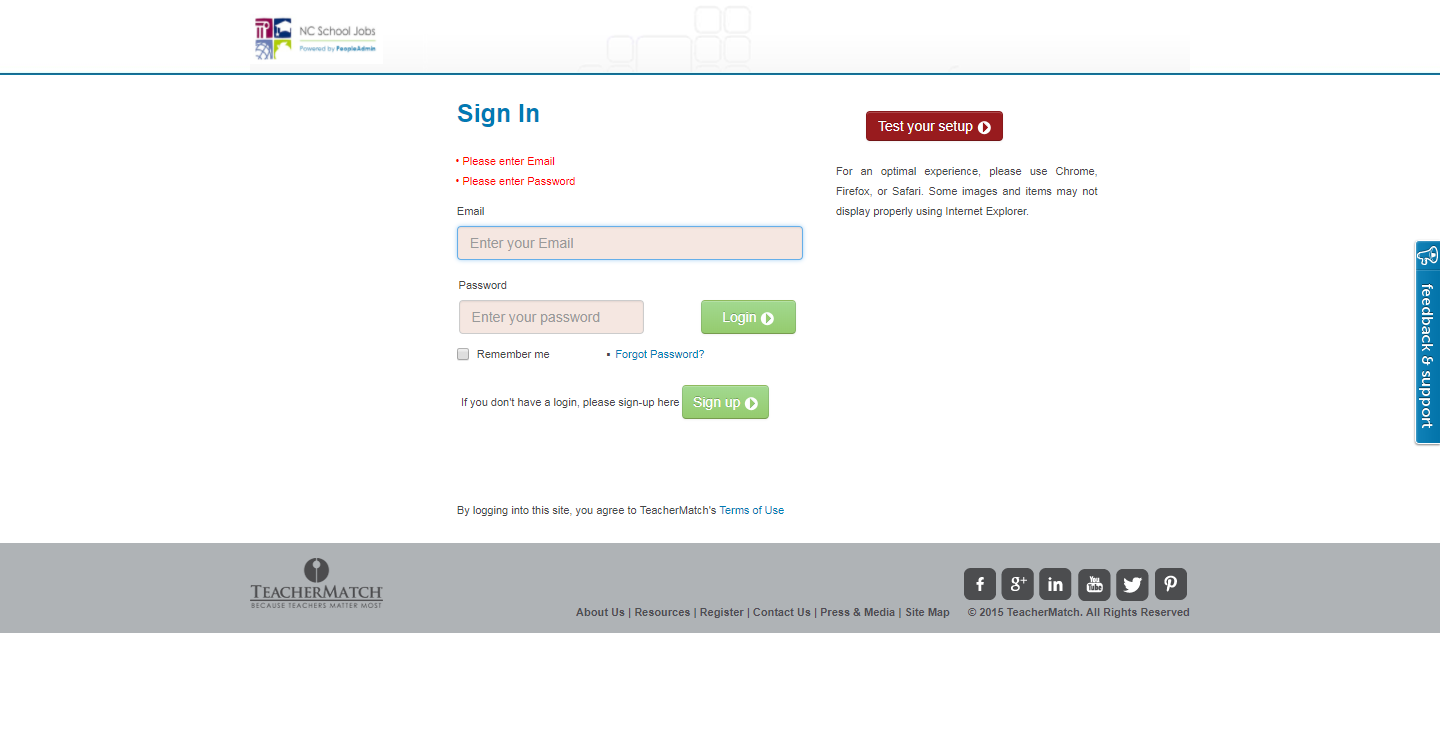 NC School Jobs
Powered by PeopleAdmin
Sign In
• Please enter Email
• Please enter Password
Email
Enter your Email
Password
Enter your password
Login
Remember me
• Forgot Password?
If you don't have a login, please sign-up here
Sign up
By logging into this site, you agree to TeacherMatch's Terms of Use
Test your setup
For an optimal experience, please use Chrome,
Firefox, or Safari. Some images and items may not
display properly using Internet Explorer.
feedback & support
TEACHERMATCH
BECAUSE TEACHERS MATTER MOST
f g+ in You Tube
About Us | Resources | Register | Contact Us | Press & Media | Site Map © 2015 TeacherMatch. All Rights Reserved